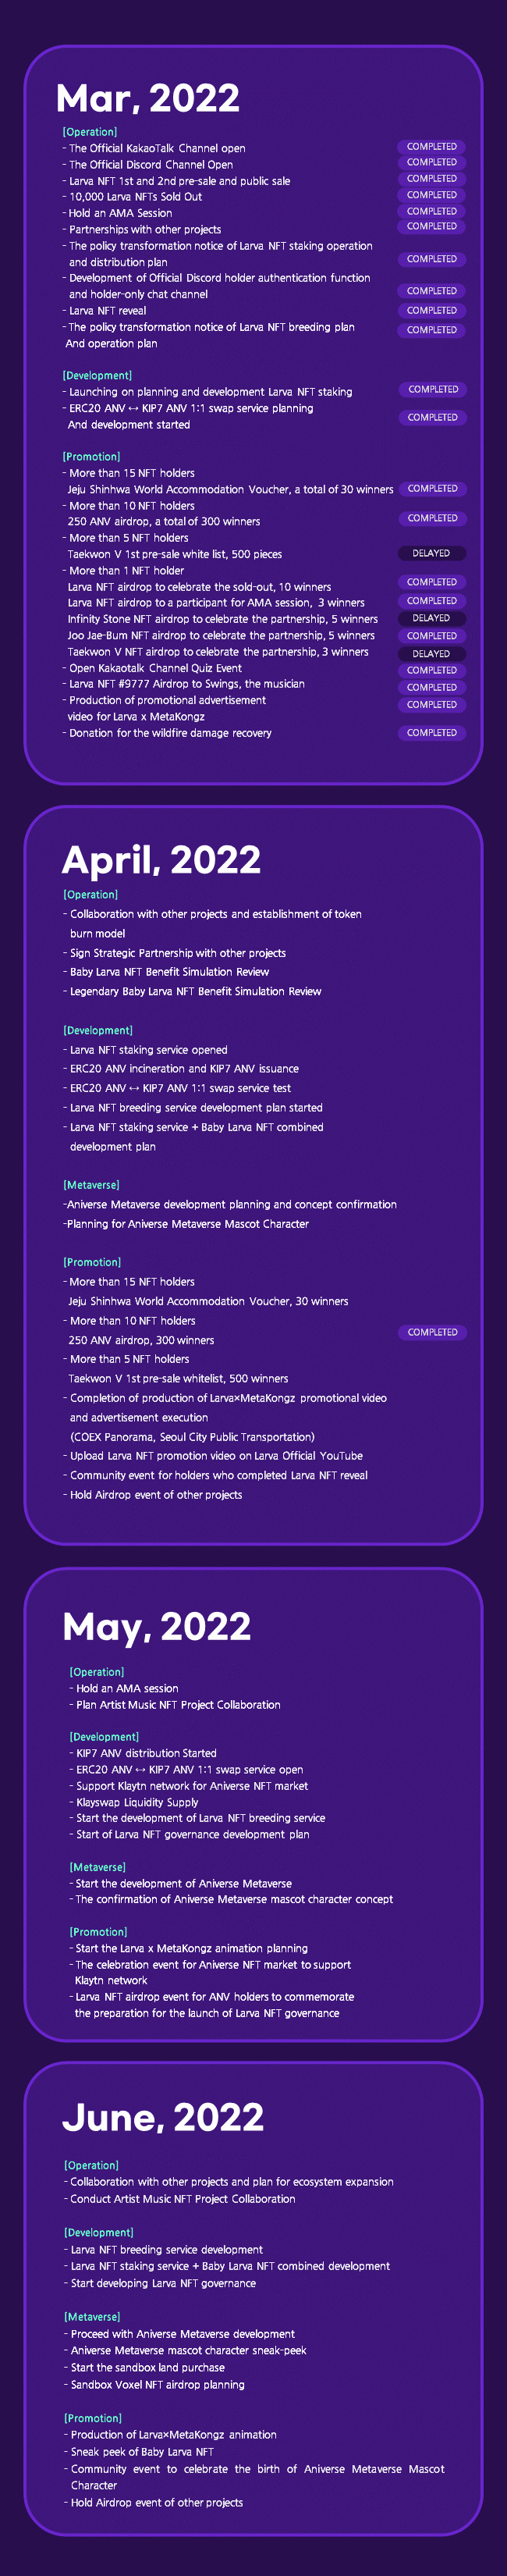 Mar, 2022
[Operation]
- The Official KakaoTalk Channel open COMPLETED
- The Official Discord Channel Open COMPLETED
- Larva NFT 1st and 2nd pre-sale and public sale COMPLETED
- 10,000 Larva NFTs Sold Out COMPLETED
- Hold an AMA Session COMPLETED
- Partnerships with other projects COMPLETED
- The policy transformation notice of Larva NFT staking operation
and distribution plan COMPLETED
- Development of Official Discord holder authentication function
and holder-only chat channel COMPLETED
- Larva NFT reveal COMPLETED
- The policy transformation notice of Larva NFT breeding plan COMPLETED
And operation plan
[Development]
- Launching on planning and development Larva NFT staking COMPLETED
- ERC20 ANV ↔ KIP7 ANV 1:1 swap service planning
And development started COMPLETED
[Promotion]
- More than 15 NFT holders
Jeju Shinhwa World Accommodation Voucher, a total of 30 winners COMPLETED
- More than 10 NFT holders
250 ANV airdrop, a total of 300 winners COMPLETED
- More than 5 NFT holders
Taekwon V 1st pre-sale white list, 500 pieces DELAYED
- More than 1 NFT holder
Larva NFT airdrop to celebrate the sold-out, 10 winners COMPLETED
Larva NFT airdrop to a participant for AMA session, 3 winners COMPLETED
Infinity Stone NFT airdrop to celebrate the partnership, 5 winners DELAYED
Joo Jae-Bum NFT airdrop to celebrate the partnership, 5 winners COMPLETED
Taekwon V NFT airdrop to celebrate the partnership, 3 winners DELAYED
- Open Kakaotalk Channel Quiz Event COMPLETED
- Larva NFT #9777 Airdrop to Swings, the musician COMPLETED
- Production of promotional advertisement COMPLETED
video for Larva x MetaKongz
- Donation for the wildfire damage recovery COMPLETED
April, 2022
[Operation]
- Collaboration with other projects and establishment of token
burn model
- Sign Strategic Partnership with other projects
- Baby Larva NFT Benefit Simulation Review
- Legendary Baby Larva NFT Benefit Simulation Review
[Development]
- Larva NFT staking service opened
- ERC20 ANV incineration and KIP7 ANV issuance
- ERC20 ANV ↔ KIP7 ANV 1:1 swap service test
- Larva NFT breeding service development plan started
- Larva NFT staking service + Baby Larva NFT combined
development plan
[Metaverse]
-Aniverse Metaverse development planning and concept confirmation
-Planning for Aniverse Metaverse Mascot Character
[Promotion]
- More than 15 NFT holders
Jeju Shinhwa World Accommodation Voucher, 30 winners
- More than 10 NFT holders
250 ANV airdrop, 300 winners COMPLETED
- More than 5 NFT holders
Taekwon V 1st pre-sale whitelist, 500 winners
- Completion of production of Larva×MetaKongz promotional video
and advertisement execution
(COEX Panorama, Seoul City Public Transportation)
- Upload Larva NFT promotion video on Larva Official YouTube
- Community event for holders who completed Larva NFT reveal
- Hold Airdrop event of other projects
May, 2022
[Operation]
- Hold an AMA session
- Plan Artist Music NFT Project Collaboration
[Development]
- KIP7 ANV distribution Started
- ERC20 ANV ↔ KIP7 ANV 1:1 swap service open
- Support Klaytn network for Aniverse NFT market
- Klayswap Liquidity Supply
- Start the development of Larva NFT breeding service
- Start of Larva NFT governance development plan
[Metaverse]
- Start the development of Aniverse Metaverse
- The confirmation of Aniverse Metaverse mascot character concept
[Promotion]
- Start the Larva x MetaKongz animation planning
- The celebration event for Aniverse NFT market to support
Klaytn network
- Larva NFT airdrop event for ANV holders to commemorate
the preparation for the launch of Larva NFT governance
June, 2022
[Operation]
- Collaboration with other projects and plan for ecosystem expansion
- Conduct Artist Music NFT Project Collaboration
[Development]
- Larva NFT breeding service development
- Larva NFT staking service + Baby Larva NFT combined development
- Start developing Larva NFT governance
[Metaverse]
- Proceed with Aniverse Metaverse development
- Aniverse Metaverse mascot character sneak-peek
- Start the sandbox land purchase
- Sandbox Voxel NFT airdrop planning
[Promotion]
- Production of Larva×MetaKongz animation
- Sneak peek of Baby Larva NFT
- Community event to celebrate the birth of Aniverse Metaverse Mascot
Character
- Hold Airdrop event of other projects